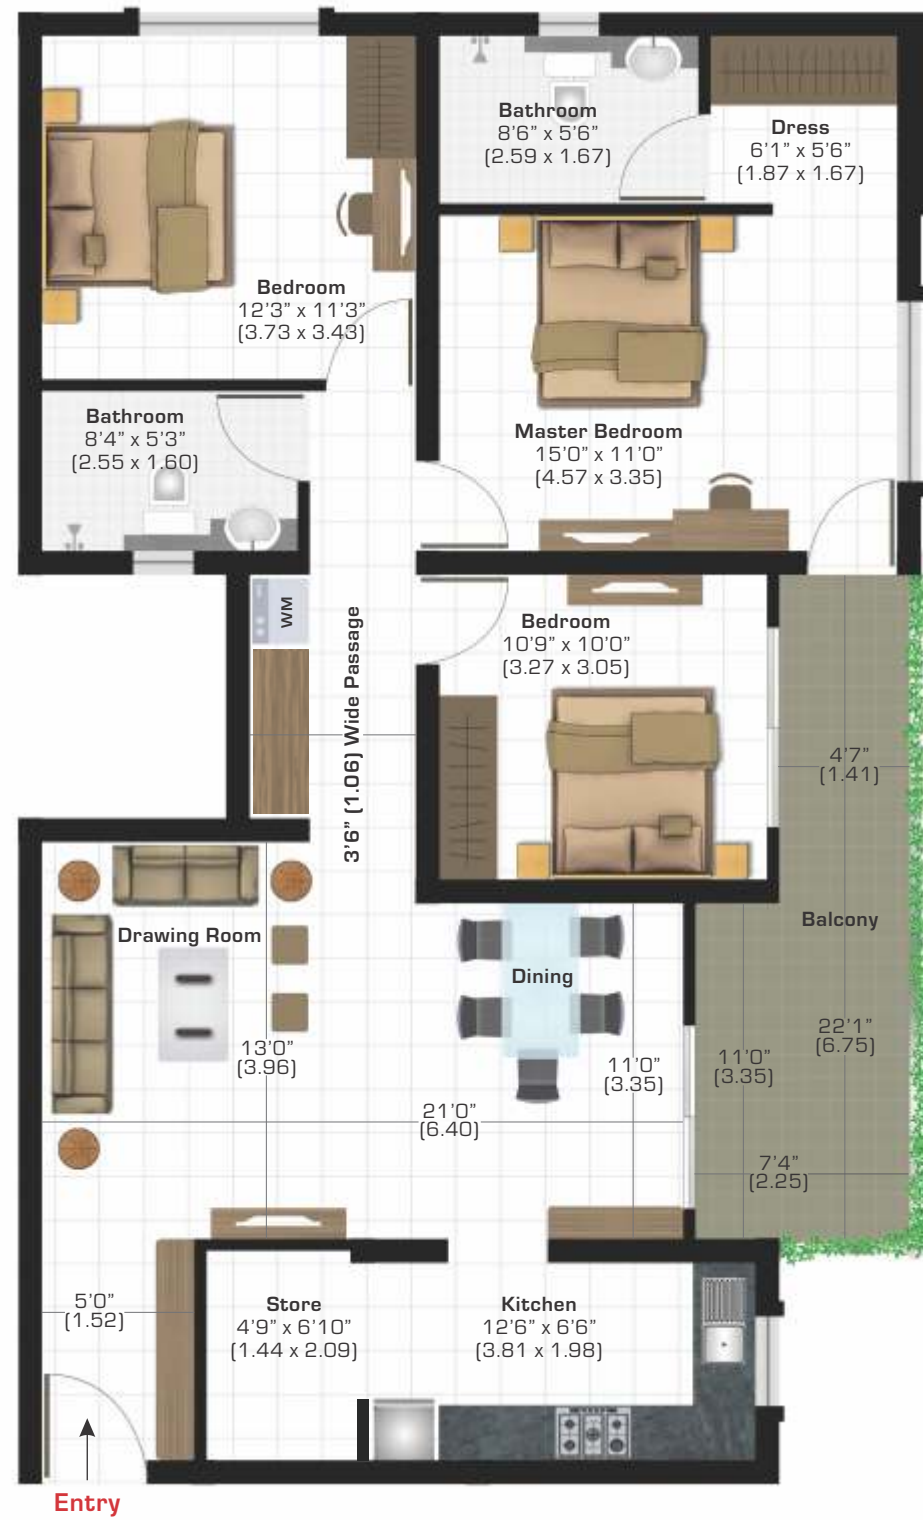 Bathroom
8'6" x 5'6"
(2.59 x 1.67)
Dress
6'1" x 5'6"
(1.87 x 1.67)
Bedroom
12'3" x 11'3"
(3.73 x 3.43)
Bathroom
8'4" x 5'3"
(2.55 x 1.60)
Master Bedroom
15'0" x 11'0"
(4.57 x 3.35)
WM
3'6" (1.06) Wide Passage
Bedroom
10'9" x 10'0"
(3.27 x 3.05)
4'7"
(1.41)
Balcony
Drawing Room
Dining
13'0"
(3.96)
11'0"
(3.35)
11'0"
(3.35)
22'1"
(6.75)
21'0"
(6.40)
7'4"
(2.25)
5'0"
(1.52)
Store
4'9" x 6'10"
(1.44 x 2.09)
Kitchen
12'6" x 6'6"
(3.81 x 1.98)
Entry